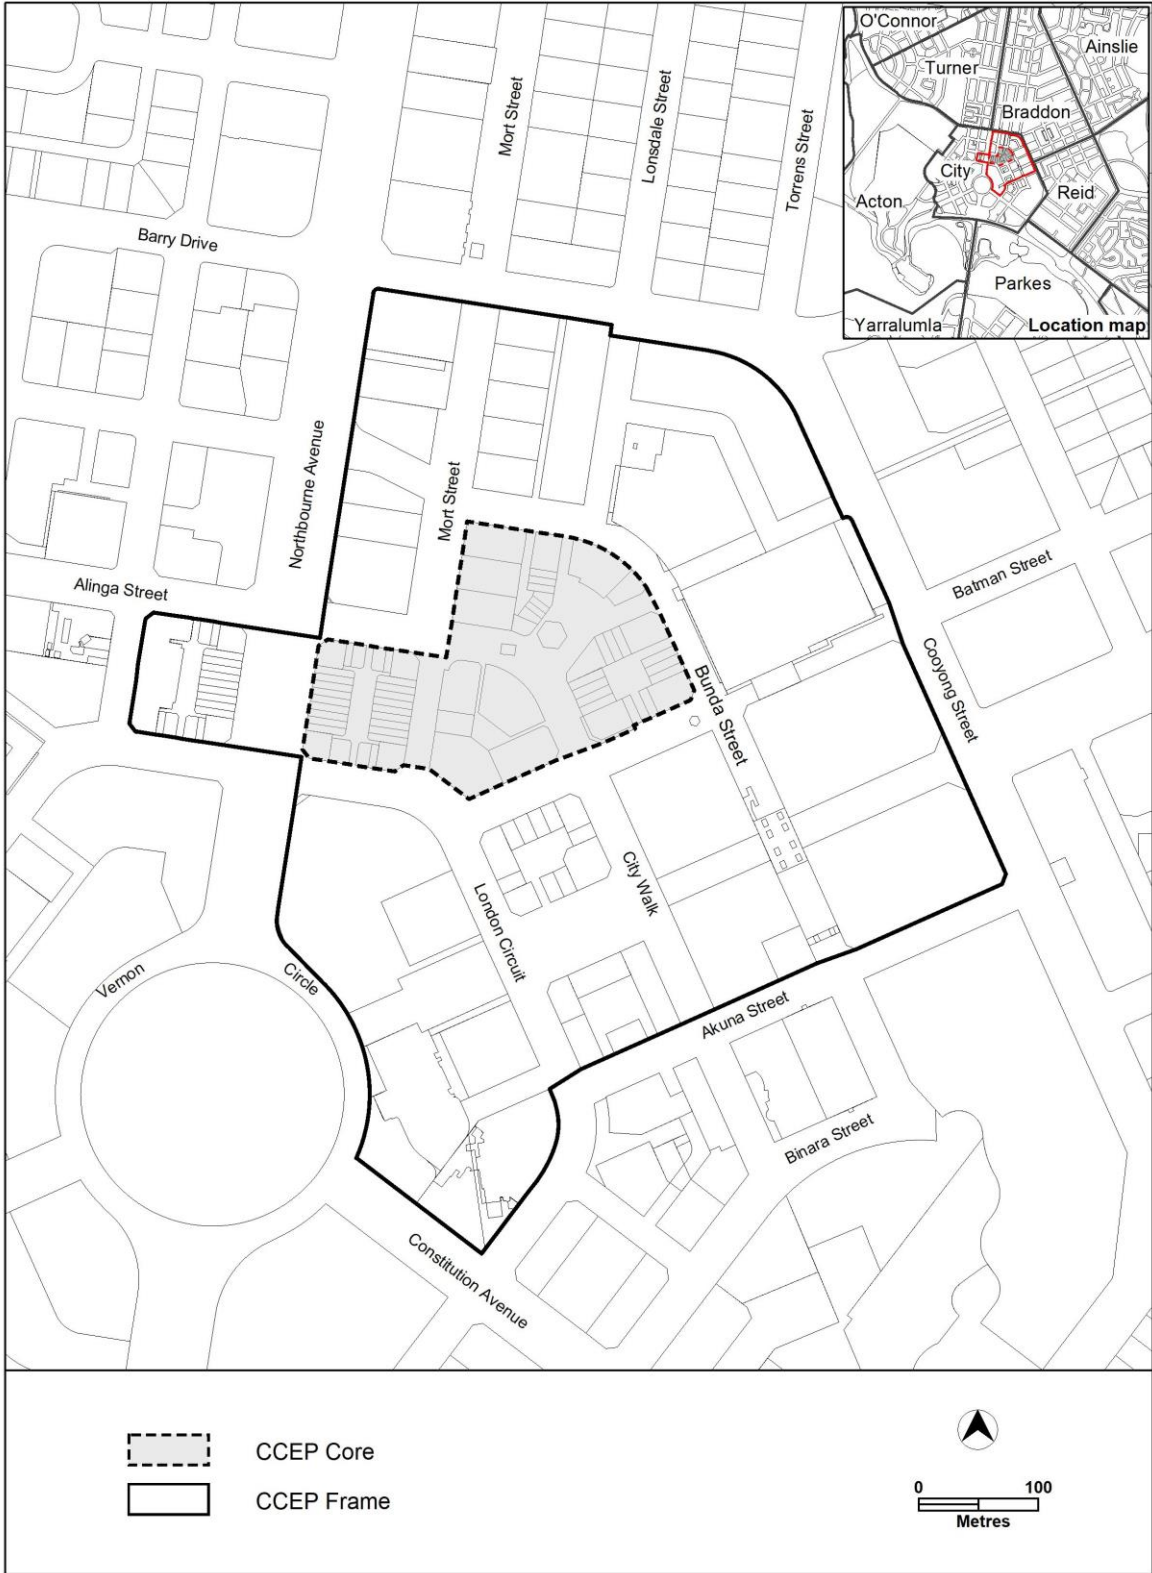 O'Connor
Ainslie
Turner
Braddon
City
Reid
Acton
Parkes
Yarralumla
Location map
Mort Street
Lonsdale Street
Torrens Street
Barry Drive
Northbourne Avenue
Mort Street
Alinga Street
Batman Street
Bunda Street
Cooyong Street
City Walk
London Circuit
Vernon
Circle
Akuna Street
Binara Street
Constitution Avenue
CCEP Core
CCEP Frame
0 100
Metres